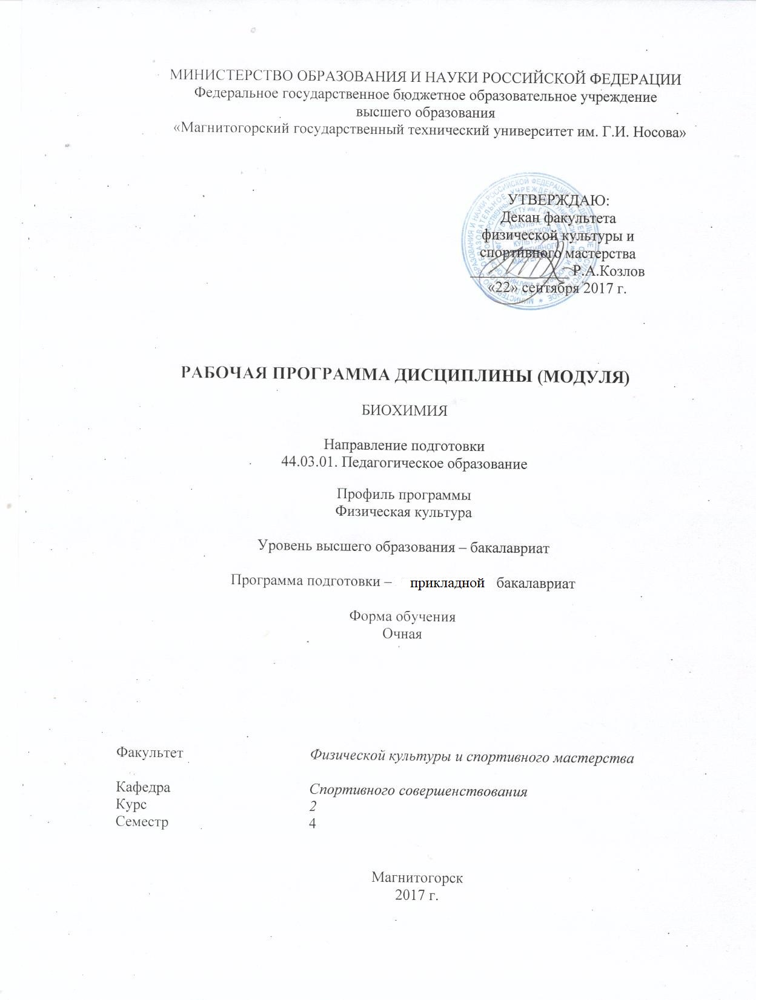 МИНИСТЕРСТВО ОБРАЗОВАНИЯ И НАУКИ РОССИЙСКОЙ ФЕДЕРАЦИИ
Федеральное государственное бюджетное образовательное учреждение
высшего образования
«Магнитогорский государственный технический университет им. Г.И. Носова»
УТВЕРЖДАЮ:
Декан факультета
физической культуры и
спортивного мастерства
Р.А.Козлов
«22» сентября 2017 г.
РАБОЧАЯ ПРОГРАММА ДИСЦИПЛИНЫ (МОДУЛЯ)
БИОХИМИЯ
Направление подготовки
44.03.01. Педагогическое образование
Профиль программы
Физическая культура
Уровень высшего образования – бакалавриат
Программа подготовки – прикладной бакалавриат
Форма обучения
Очная
Факультет Физической культуры и спортивного мастерства
Кафедра Спортивного совершенствования
Курс 2
Семестр 4
Магнитогорск
2017 г.